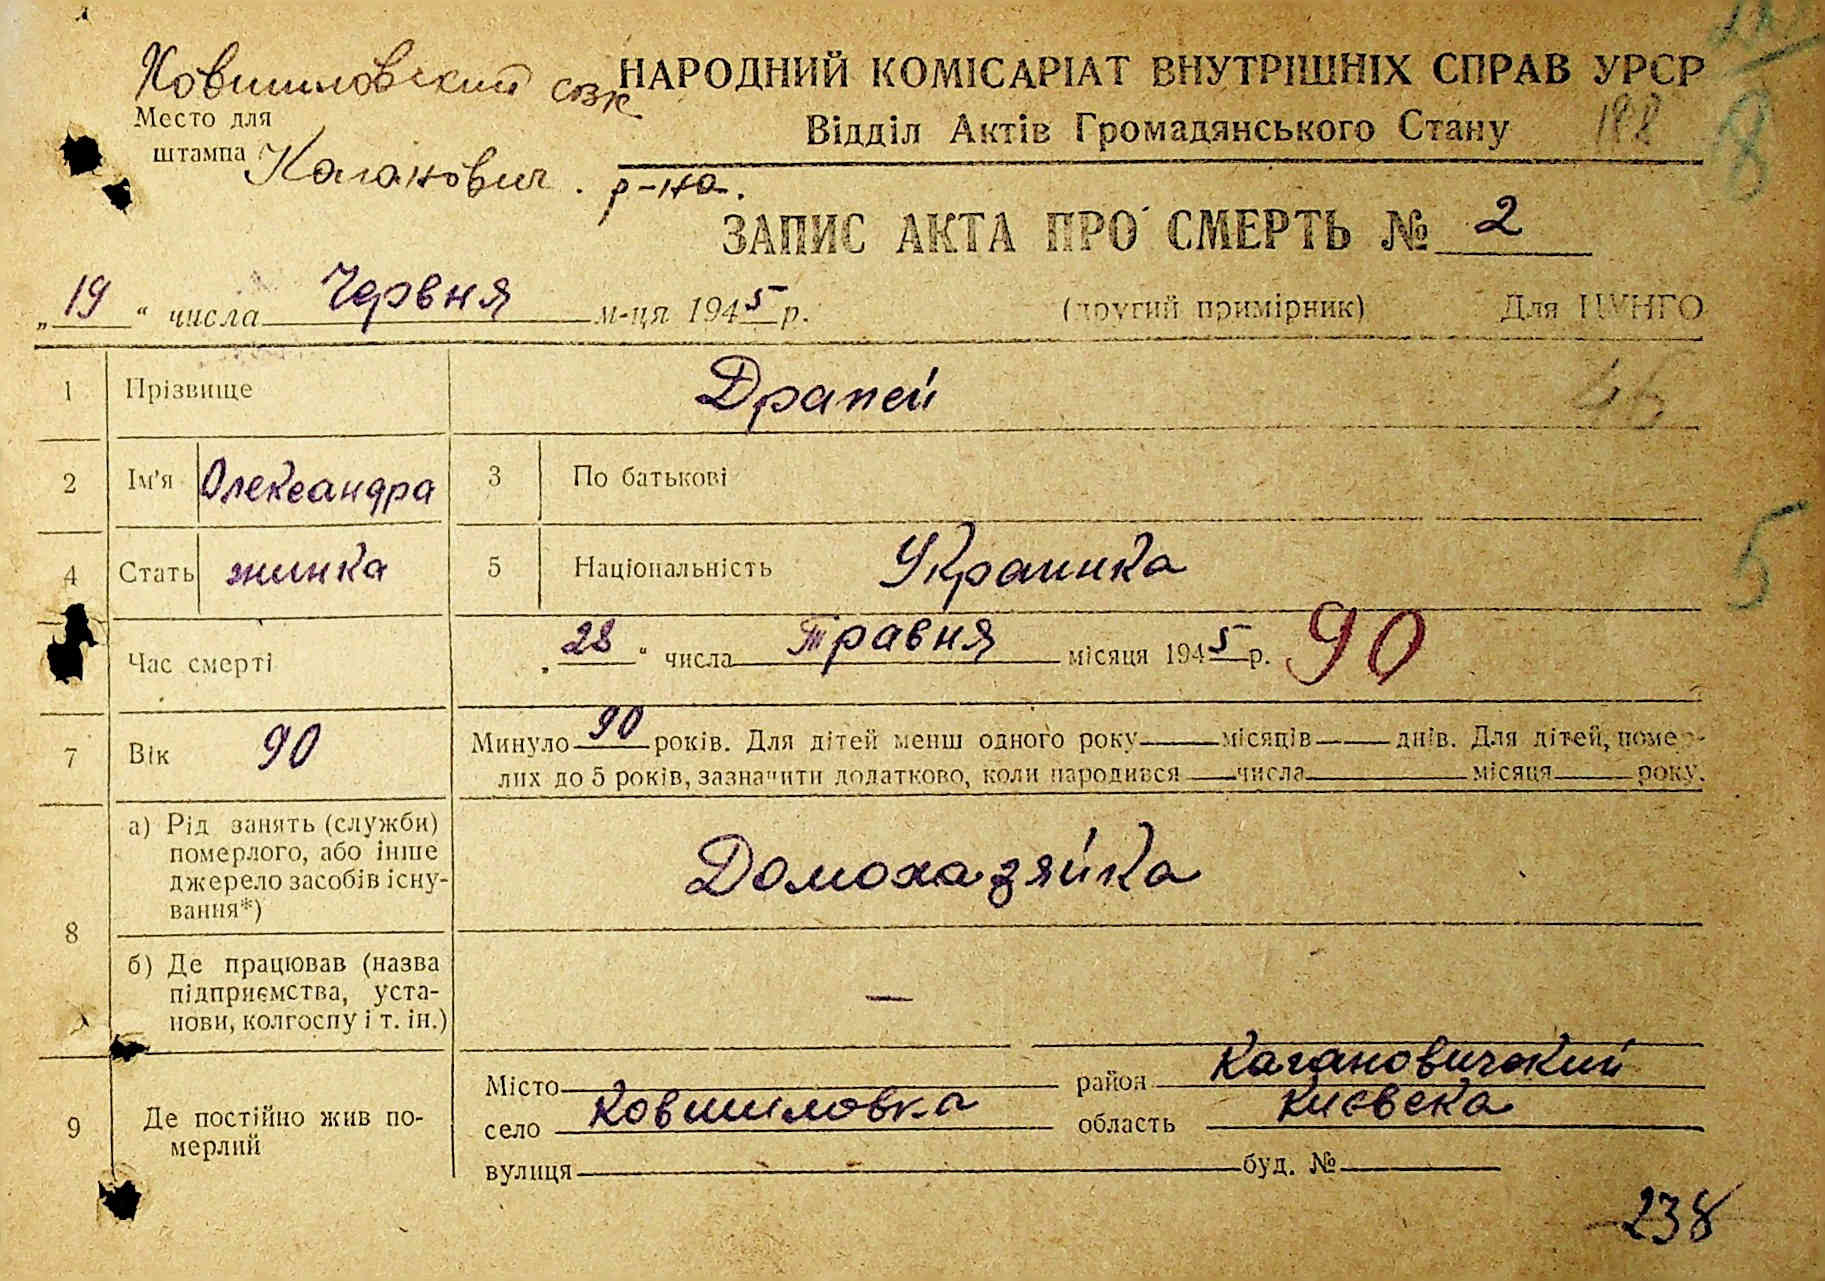 Ковшиловский сзк
НАРОДНИЙ КОМІСАРІАТ ВНУТРІШНІХ СПРАВ УРСР
Место для
штампа
Відділ Актів Громадянського Стану 188
8
Каганович. р-на.
ЗАПИС АКТА ПРО СМЕРТЬ № 2
„19“ числа Червня м-ця 1945 р. (другий примірник) Для ЦУНГО
1 Прізвище Драпей 46
2 Ім'я Олександра 3 По батькові
4 Стать жинка 5 Національність Украинка
5
Час смерті „28“ числа травня місяця 1945 р. 90
7 Вік 90 Минуло 90 років. Для дітей менш одного року місяців днів. Для дітей, помер-
лих до 5 років, зазначити додатково, коли народився числа місяця року.
8 а) Рід занять (служби)
померлого, або інше
джерело засобів існу-
вання*)
Домохазяйка
б) Де працював (назва
підприємства, уста-
нови, колгоспу і т. ін.)
—
9 Де постійно жив по-
мерлий
Місто район Кагановичский
село Ковшиловка область Киевска
вулиця буд. №
238